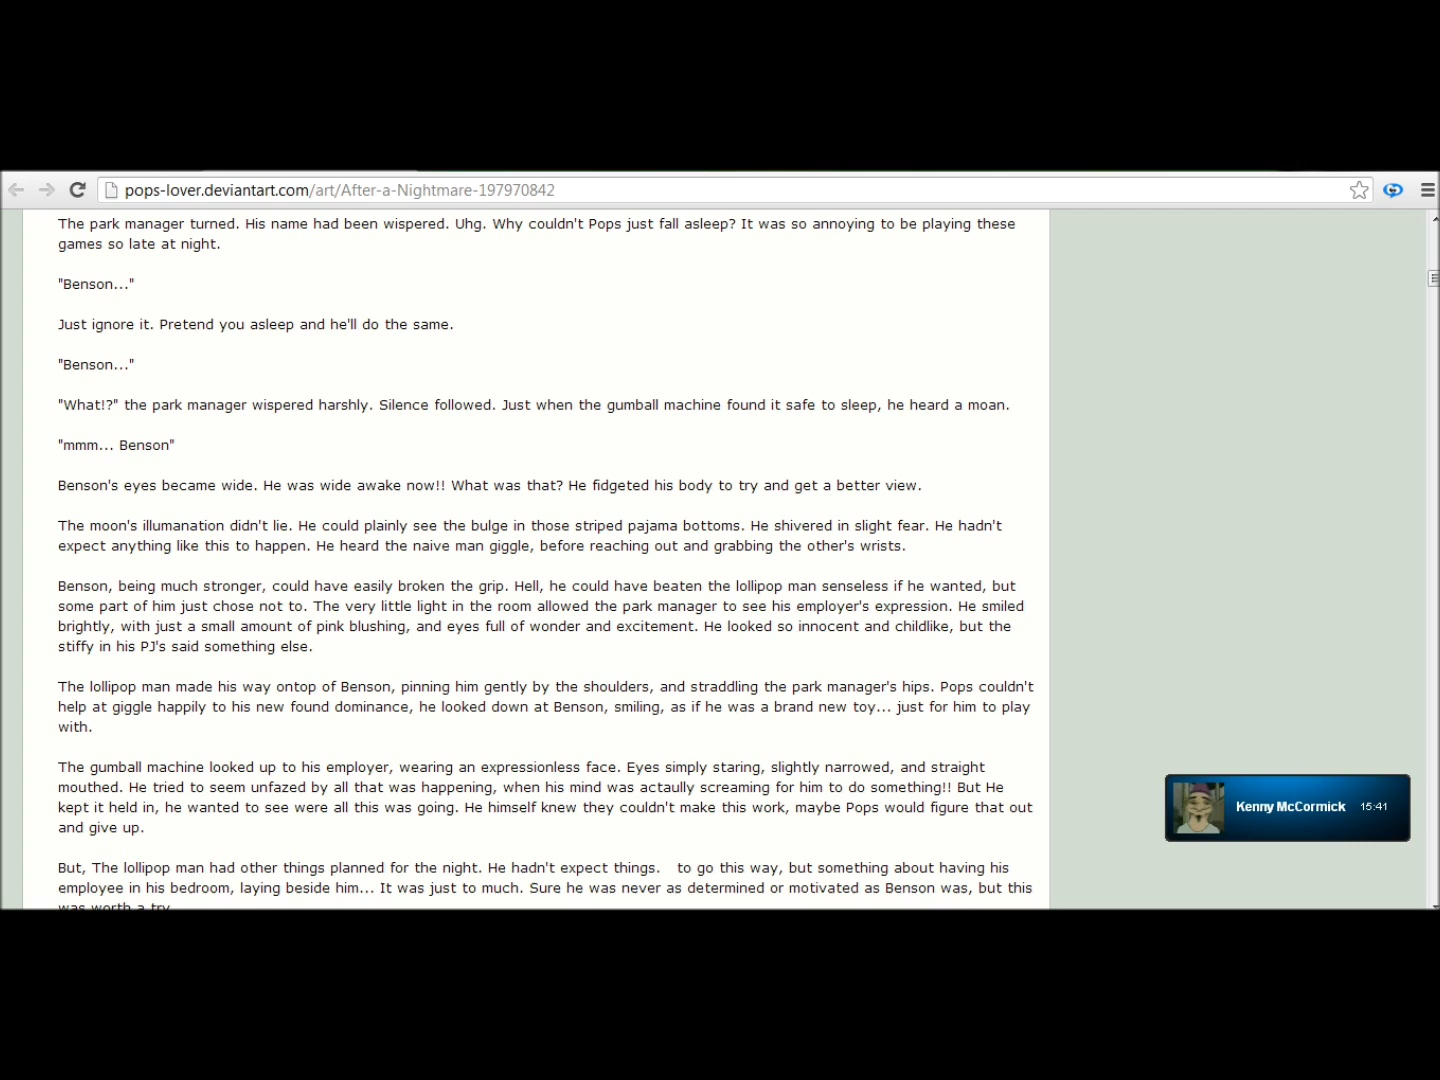 pops-lover.deviantart.com/art/After-a-Nightmare-197970842
The park manager turned. His name had been wispered. Uhg. Why couldn't Pops just fall asleep? It was so annoying to be playing these
games so late at night.
"Benson..."
Just ignore it. Pretend you asleep and he'll do the same.
"Benson..."
"What!?" the park manager wispered harshly. Silence followed. Just when the gumball machine found it safe to sleep, he heard a moan.
"mmm... Benson"
Benson's eyes became wide. He was wide awake now!! What was that? He fidgeted his body to try and get a better view.
The moon's illumanation didn't lie. He could plainly see the bulge in those striped pajama bottoms. He shivered in slight fear. He hadn't
expect anything like this to happen. He heard the naive man giggle, before reaching out and grabbing the other's wrists.
Benson, being much stronger, could have easily broken the grip. Hell, he could have beaten the lollipop man senseless if he wanted, but
some part of him just chose not to. The very little light in the room allowed the park manager to see his employer's expression. He smiled
brightly, with just a small amount of pink blushing, and eyes full of wonder and excitement. He looked so innocent and childlike, but the
stiffy in his PJ's said something else.
The lollipop man made his way ontop of Benson, pinning him gently by the shoulders, and straddling the park manager's hips. Pops couldn't
help at giggle happily to his new found dominance, he looked down at Benson, smiling, as if he was a brand new toy... just for him to play
with.
The gumball machine looked up to his employer, wearing an expressionless face. Eyes simply staring, slightly narrowed, and straight
mouthed. He tried to seem unfazed by all that was happening, when his mind was actaully screaming for him to do something!! But He
kept it held in, he wanted to see were all this was going. He himself knew they couldn't make this work, maybe Pops would figure that out
and give up.
Kenny McCormick 15:41
But, The lollipop man had other things planned for the night. He hadn't expect things. to go this way, but something about having his
employee in his bedroom, laying beside him... It was just to much. Sure he was never as determined or motivated as Benson was, but this
was worth a try